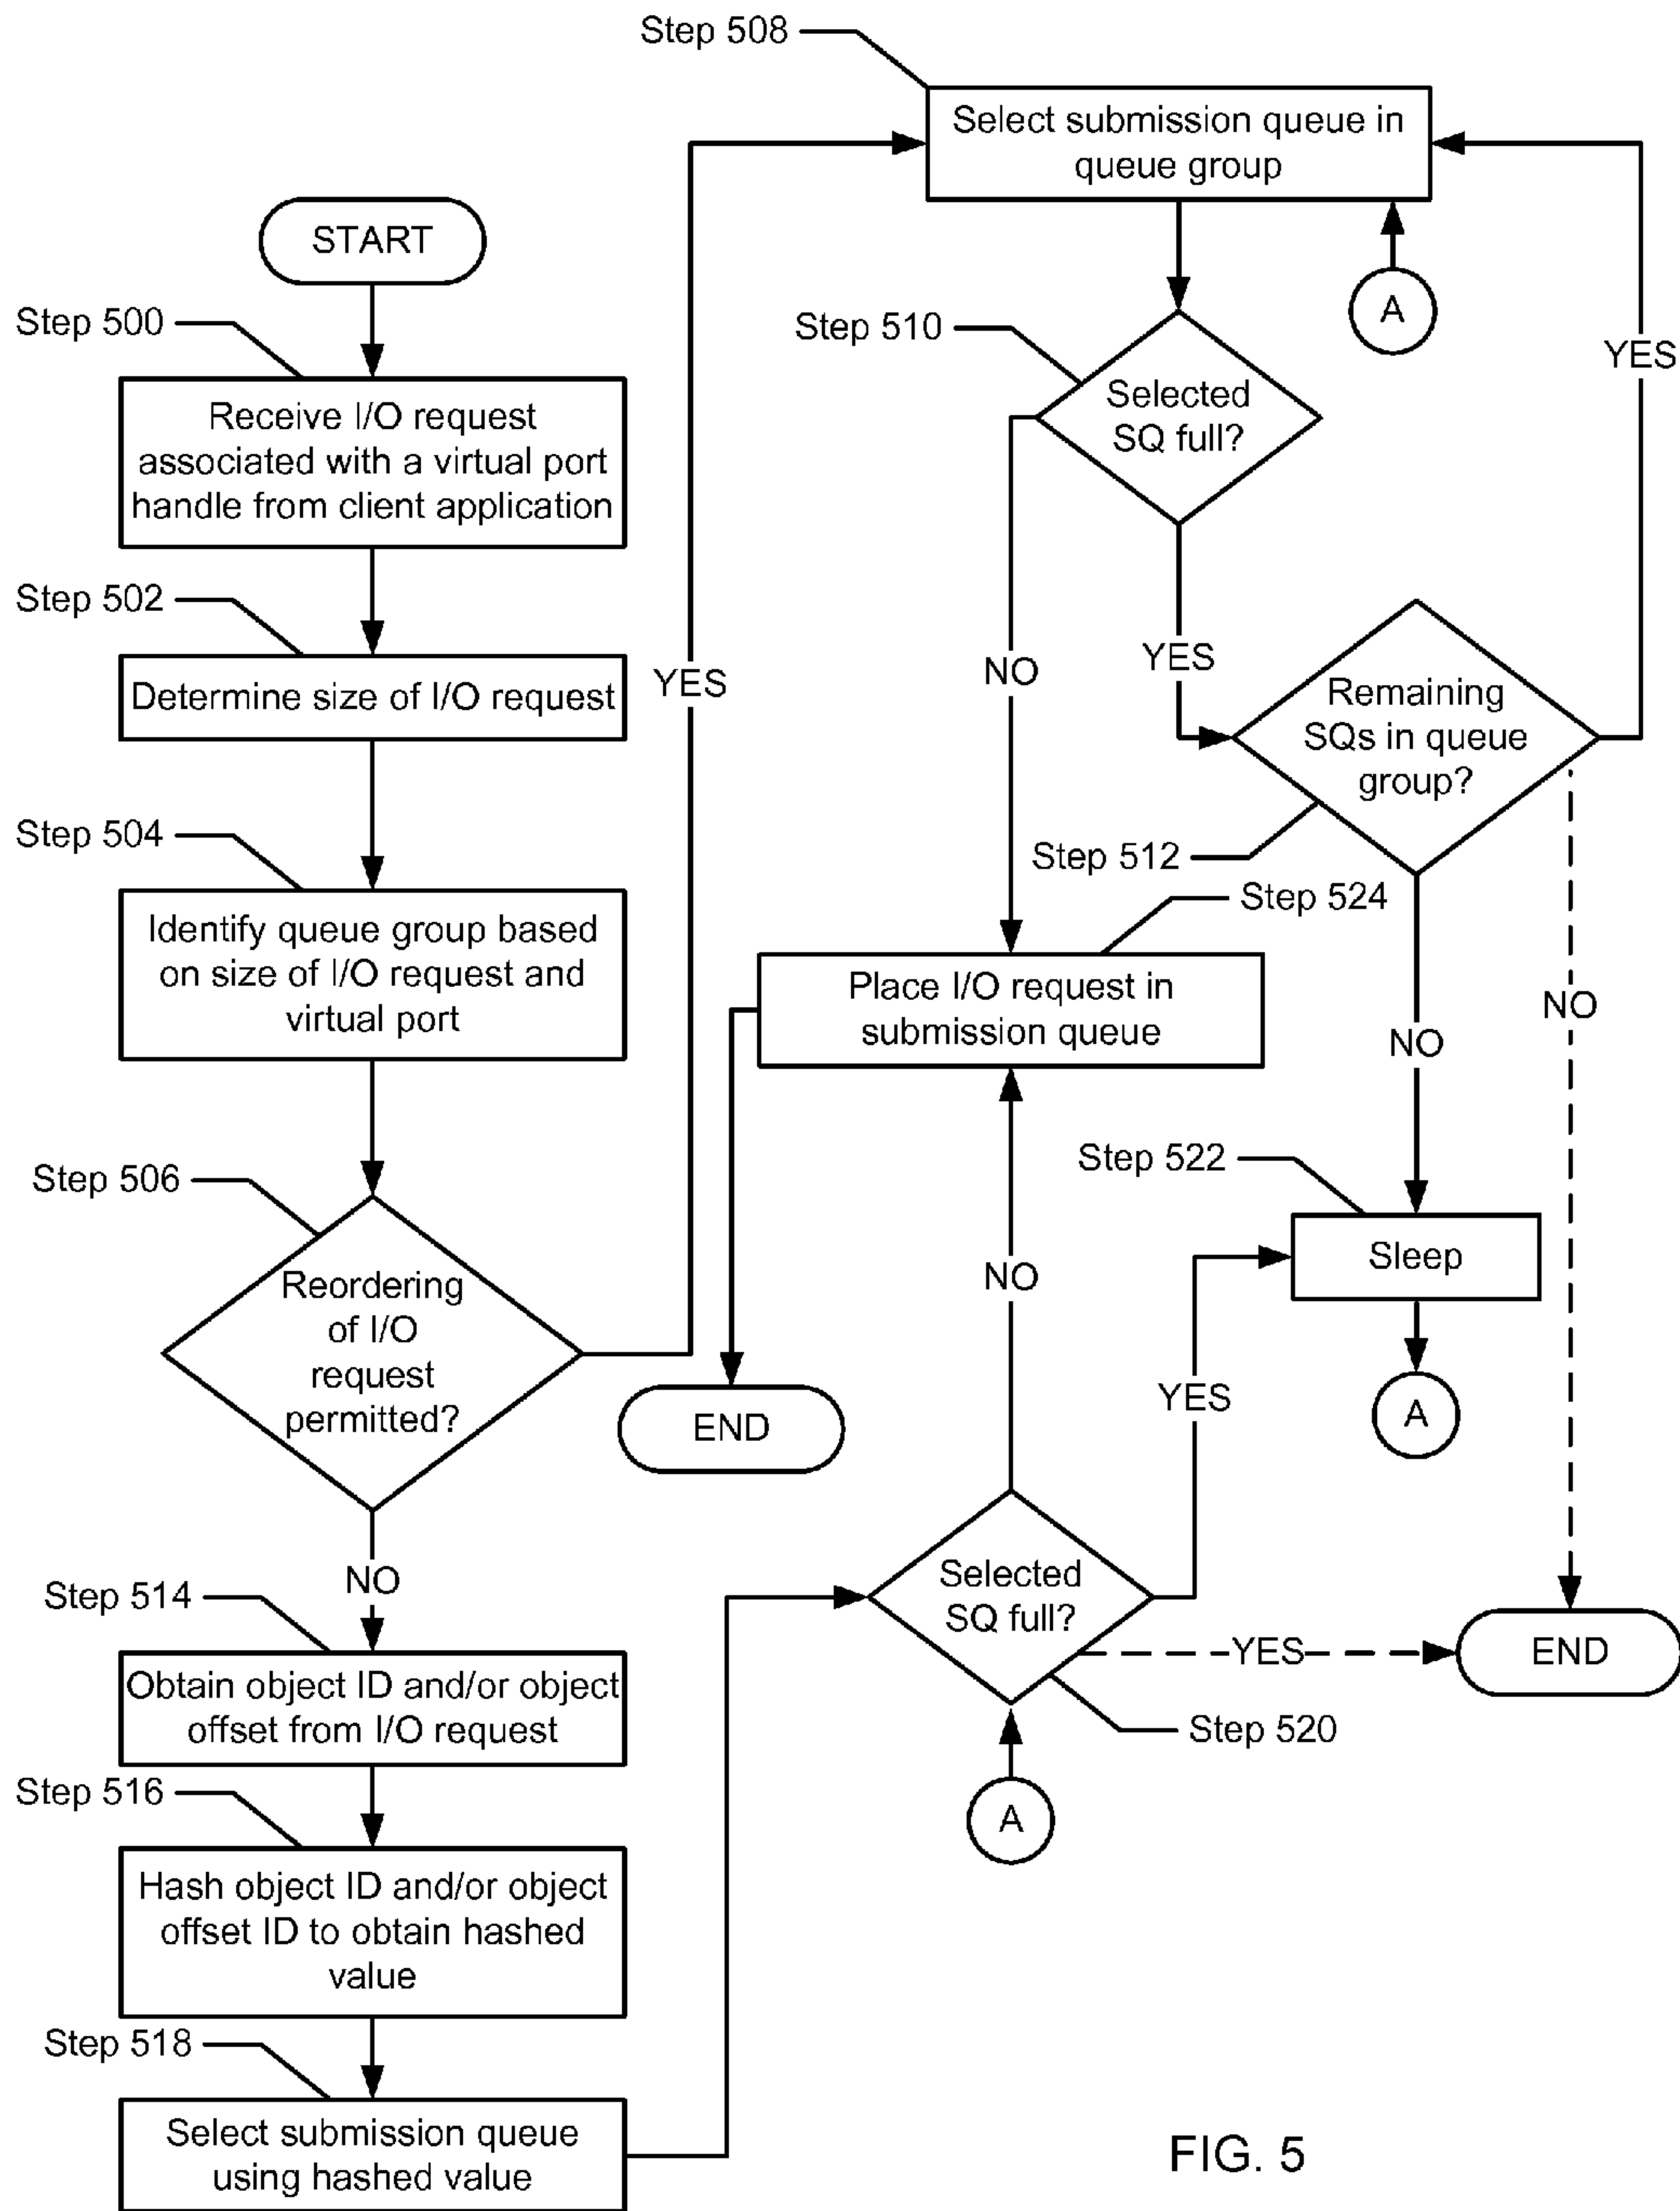 START
Step 500
Receive I/O request
associated with a virtual port
handle from client application
Step 502
Determine size of I/O request
Step 504
Identify queue group based
on size of I/O request and
virtual port
Step 506
Reordering
of I/O
request
permitted?
YES
NO
Step 514
Obtain object ID and/or object
offset from I/O request
Step 516
Hash object ID and/or object
offset ID to obtain hashed
value
Step 518
Select submission queue
using hashed value
Step 508
Select submission queue in
queue group
A
Step 510
Selected
SQ full?
NO
YES
Remaining
SQs in queue
group?
YES
Step 512
NO
NO
Step 524
Place I/O request in
submission queue
END
Step 522
Sleep
A
NO
YES
Selected
SQ full?
YES
END
Step 520
A
FIG. 5